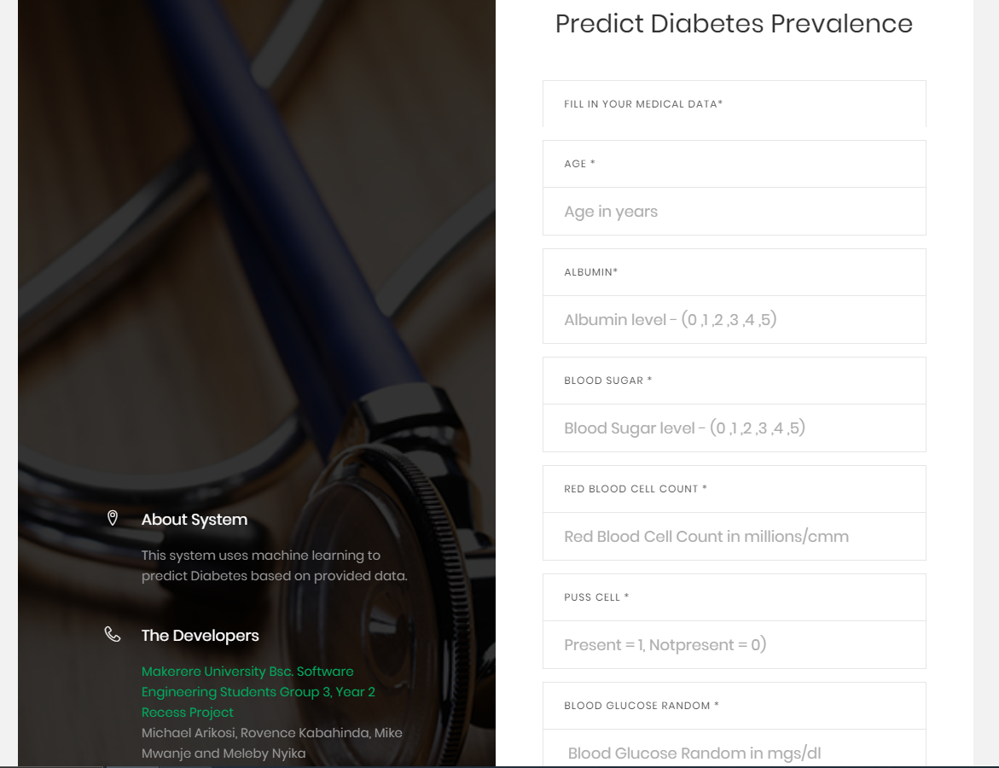 Predict Diabetes Prevalence
FILL IN YOUR MEDICAL DATA*
AGE *
Age in years
ALBUMIN*
Albumin level - (0 ,1 ,2 ,3 ,4 ,5)
BLOOD SUGAR *
Blood Sugar level - (0 ,1 ,2 ,3 ,4 ,5)
RED BLOOD CELL COUNT *
Red Blood Cell Count in millions/cmm
PUSS CELL *
Present = 1, Notpresent = 0)
BLOOD GLUCOSE RANDOM *
Blood Glucose Random in mgs/dl
About System
This system uses machine learning to
predict Diabetes based on provided data.
The Developers
Makerere University Bsc. Software
Engineering Students Group 3, Year 2
Recess Project
Michael Arikosi, Rovence Kabahinda, Mike
Mwanje and Meleby Nyika